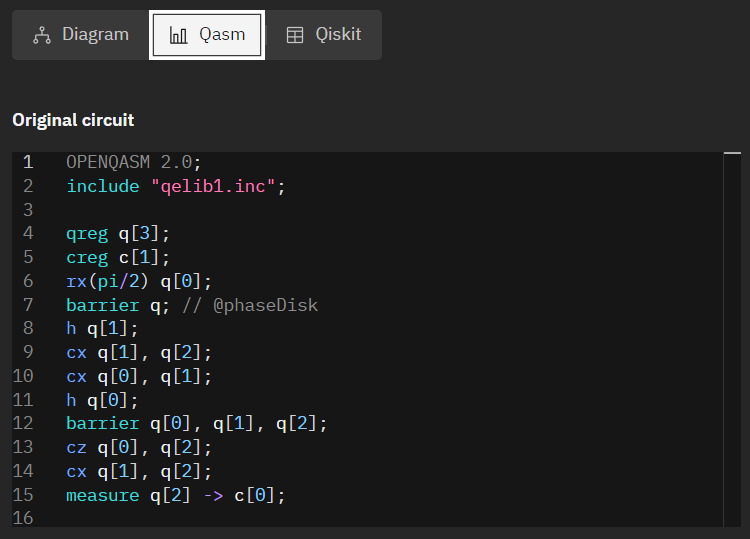 Diagram Qasm Qiskit
Original circuit
1 OPENQASM 2.0;
2 include "qelib1.inc";
3
4 qreg q[3];
5 creg c[1];
6 rx(pi/2) q[0];
7 barrier q; // @phaseDisk
8 h q[1];
9 cx q[1], q[2];
10 cx q[0], q[1];
11 h q[0];
12 barrier q[0], q[1], q[2];
13 cz q[0], q[2];
14 cx q[1], q[2];
15 measure q[2] -> c[0];
16